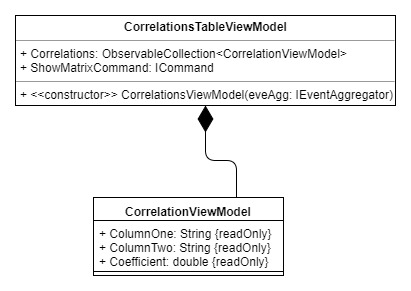 CorrelationsTableViewModel
+ Correlations: ObservableCollection<CorrelationViewModel>
+ ShowMatrixCommand: ICommand
+ <<constructor>> CorrelationsViewModel(eveAgg: IEventAggregator)
CorrelationViewModel
+ ColumnOne: String {readOnly}
+ ColumnTwo: String {readOnly}
+ Coefficient: double {readOnly}